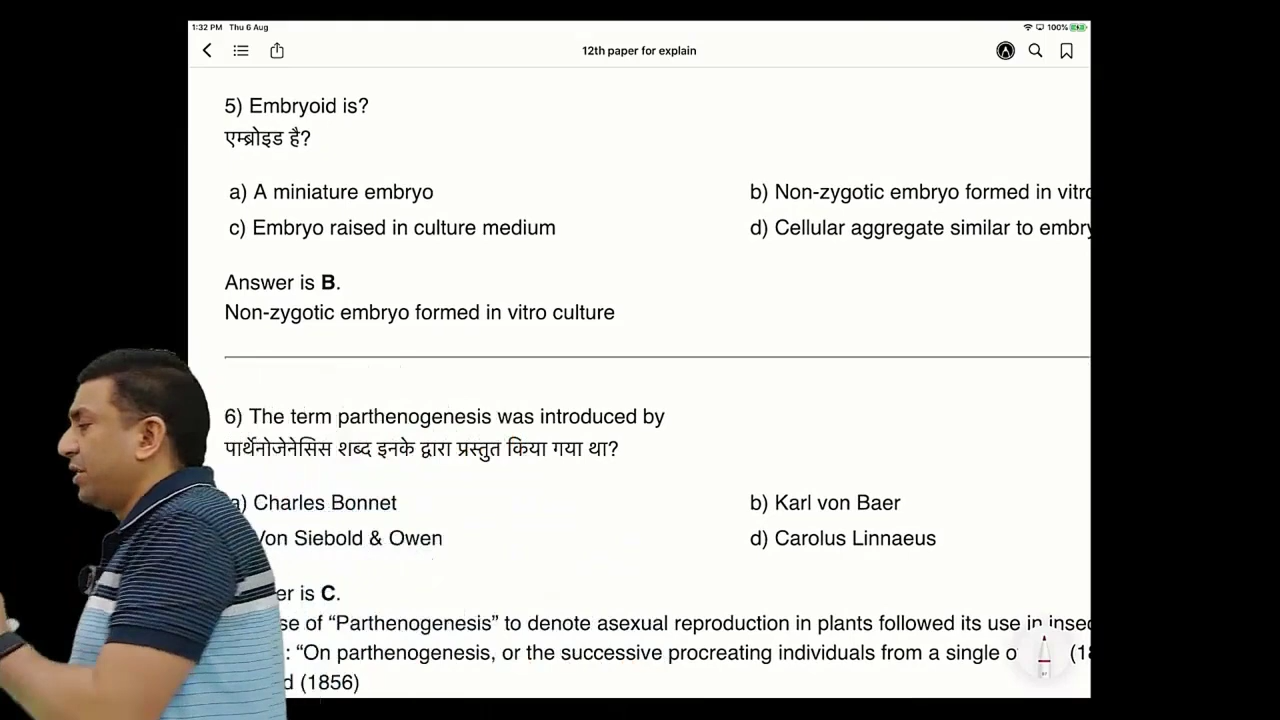 1:32 PM Thu 6 Aug
100%
12th paper for explain
5) Embryoid is?
एम्ब्रोइड है?
a) A miniature embryo
b) Non-zygotic embryo formed in vitro
c) Embryo raised in culture medium
d) Cellular aggregate similar to embry
Answer is B.
Non-zygotic embryo formed in vitro culture
6) The term parthenogenesis was introduced by
पार्थेनोजेनेसिस शब्द इनके द्वारा प्रस्तुत किया गया था?
a) Charles Bonnet
b) Karl von Baer
Von Siebold & Owen
d) Carolus Linnaeus
er is C.
se of “Parthenogenesis” to denote asexual reproduction in plants followed its use in insec
: “On parthenogenesis, or the successive procreating individuals from a single o (18
d (1856)